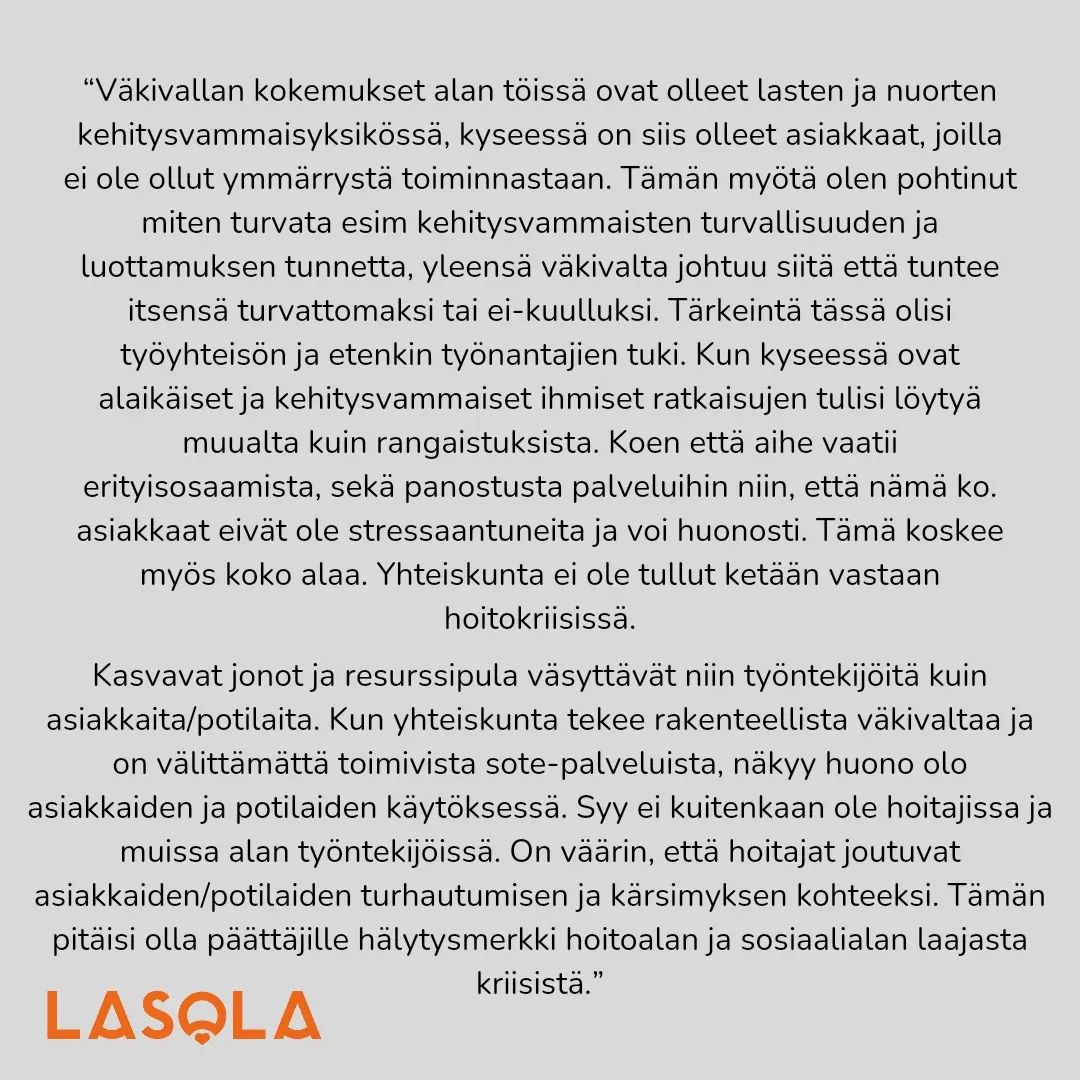 “Väkivallan kokemukset alan töissä ovat olleet lasten ja nuorten
kehitysvammaisyksikössä, kyseessä on siis olleet asiakkaat, joilla
ei ole ollut ymmärrystä toiminnastaan. Tämän myötä olen pohtinut
miten turvata esim kehitysvammaisten turvallisuuden ja
luottamuksen tunnetta, yleensä väkivalta johtuu siitä että tuntee
itsensä turvattomaksi tai ei-kuulluksi. Tärkeintä tässä olisi
työyhteisön ja etenkin työnantajien tuki. Kun kyseessä ovat
alaikäiset ja kehitysvammaiset ihmiset ratkaisujen tulisi löytyä
muualta kuin rangaistuksista. Koen että aihe vaatii
erityisosaamista, sekä panostusta palveluihin niin, että nämä ko.
asiakkaat eivät ole stressaantuneita ja voi huonosti. Tämä koskee
myös koko alaa. Yhteiskunta ei ole tullut ketään vastaan
hoitokriisissä.
Kasvavat jonot ja resurssipula väsyttävät niin työntekijöitä kuin
asiakkaita/potilaita. Kun yhteiskunta tekee rakenteellista väkivaltaa ja
on välittämättä toimivista sote-palveluista, näkyy huono olo
asiakkaiden ja potilaiden käytöksessä. Syy ei kuitenkaan ole hoitajissa ja
muissa alan työntekijöissä. On väärin, että hoitajat joutuvat
asiakkaiden/potilaiden turhautumisen ja kärsimyksen kohteeksi. Tämän
pitäisi olla päättäjille hälytysmerkki hoitoalan ja sosiaalialan laajasta
kriisistä.”
LASOLA